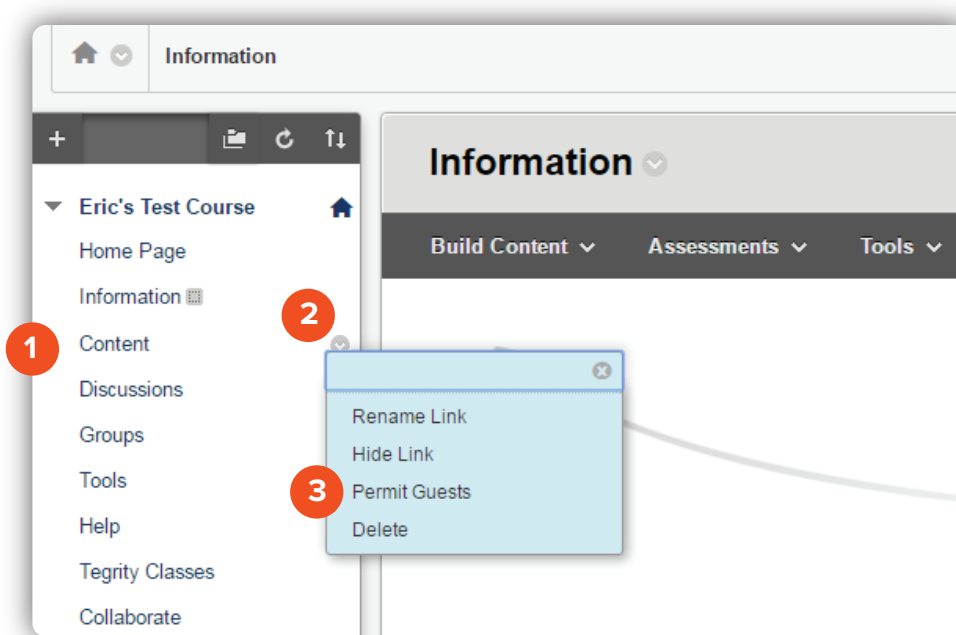 Information
Information
Eric's Test Course
Home Page
Build Content
Assessments
Tools
Information
2
1
Content
Discussions
Rename Link
Groups
Hide Link
Tools
3
Permit Guests
Help
Delete
Tegrity Classes
Collaborate